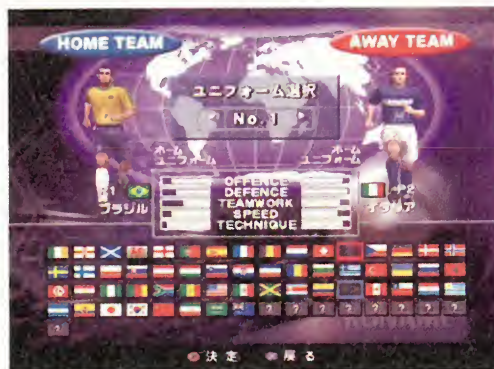 HOME TEAM
AWAY TEAM
ユニフォーム選択
No. 1
ホーム
ユニフォーム
ホーム
ユニフォーム
OFFENCE
DEFENCE
TEAMWORK
SPEED
TECHNIQUE
P1
ブラジル
P2
イタリア
? ? ? ? ? ? ? ?
?
決定
戻る